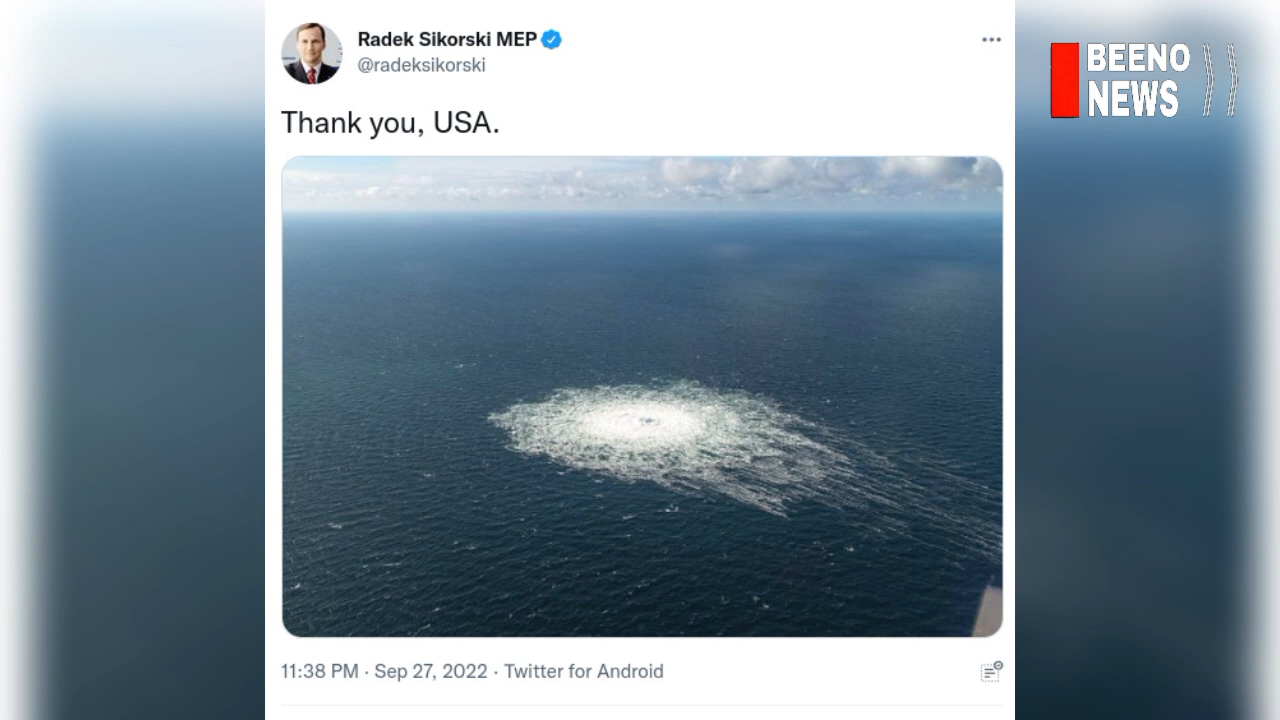 Radek Sikorski MEP
@radeksikorski
Thank you, USA.
11:38 PM · Sep 27, 2022 · Twitter for Android
BEENO
NEWS